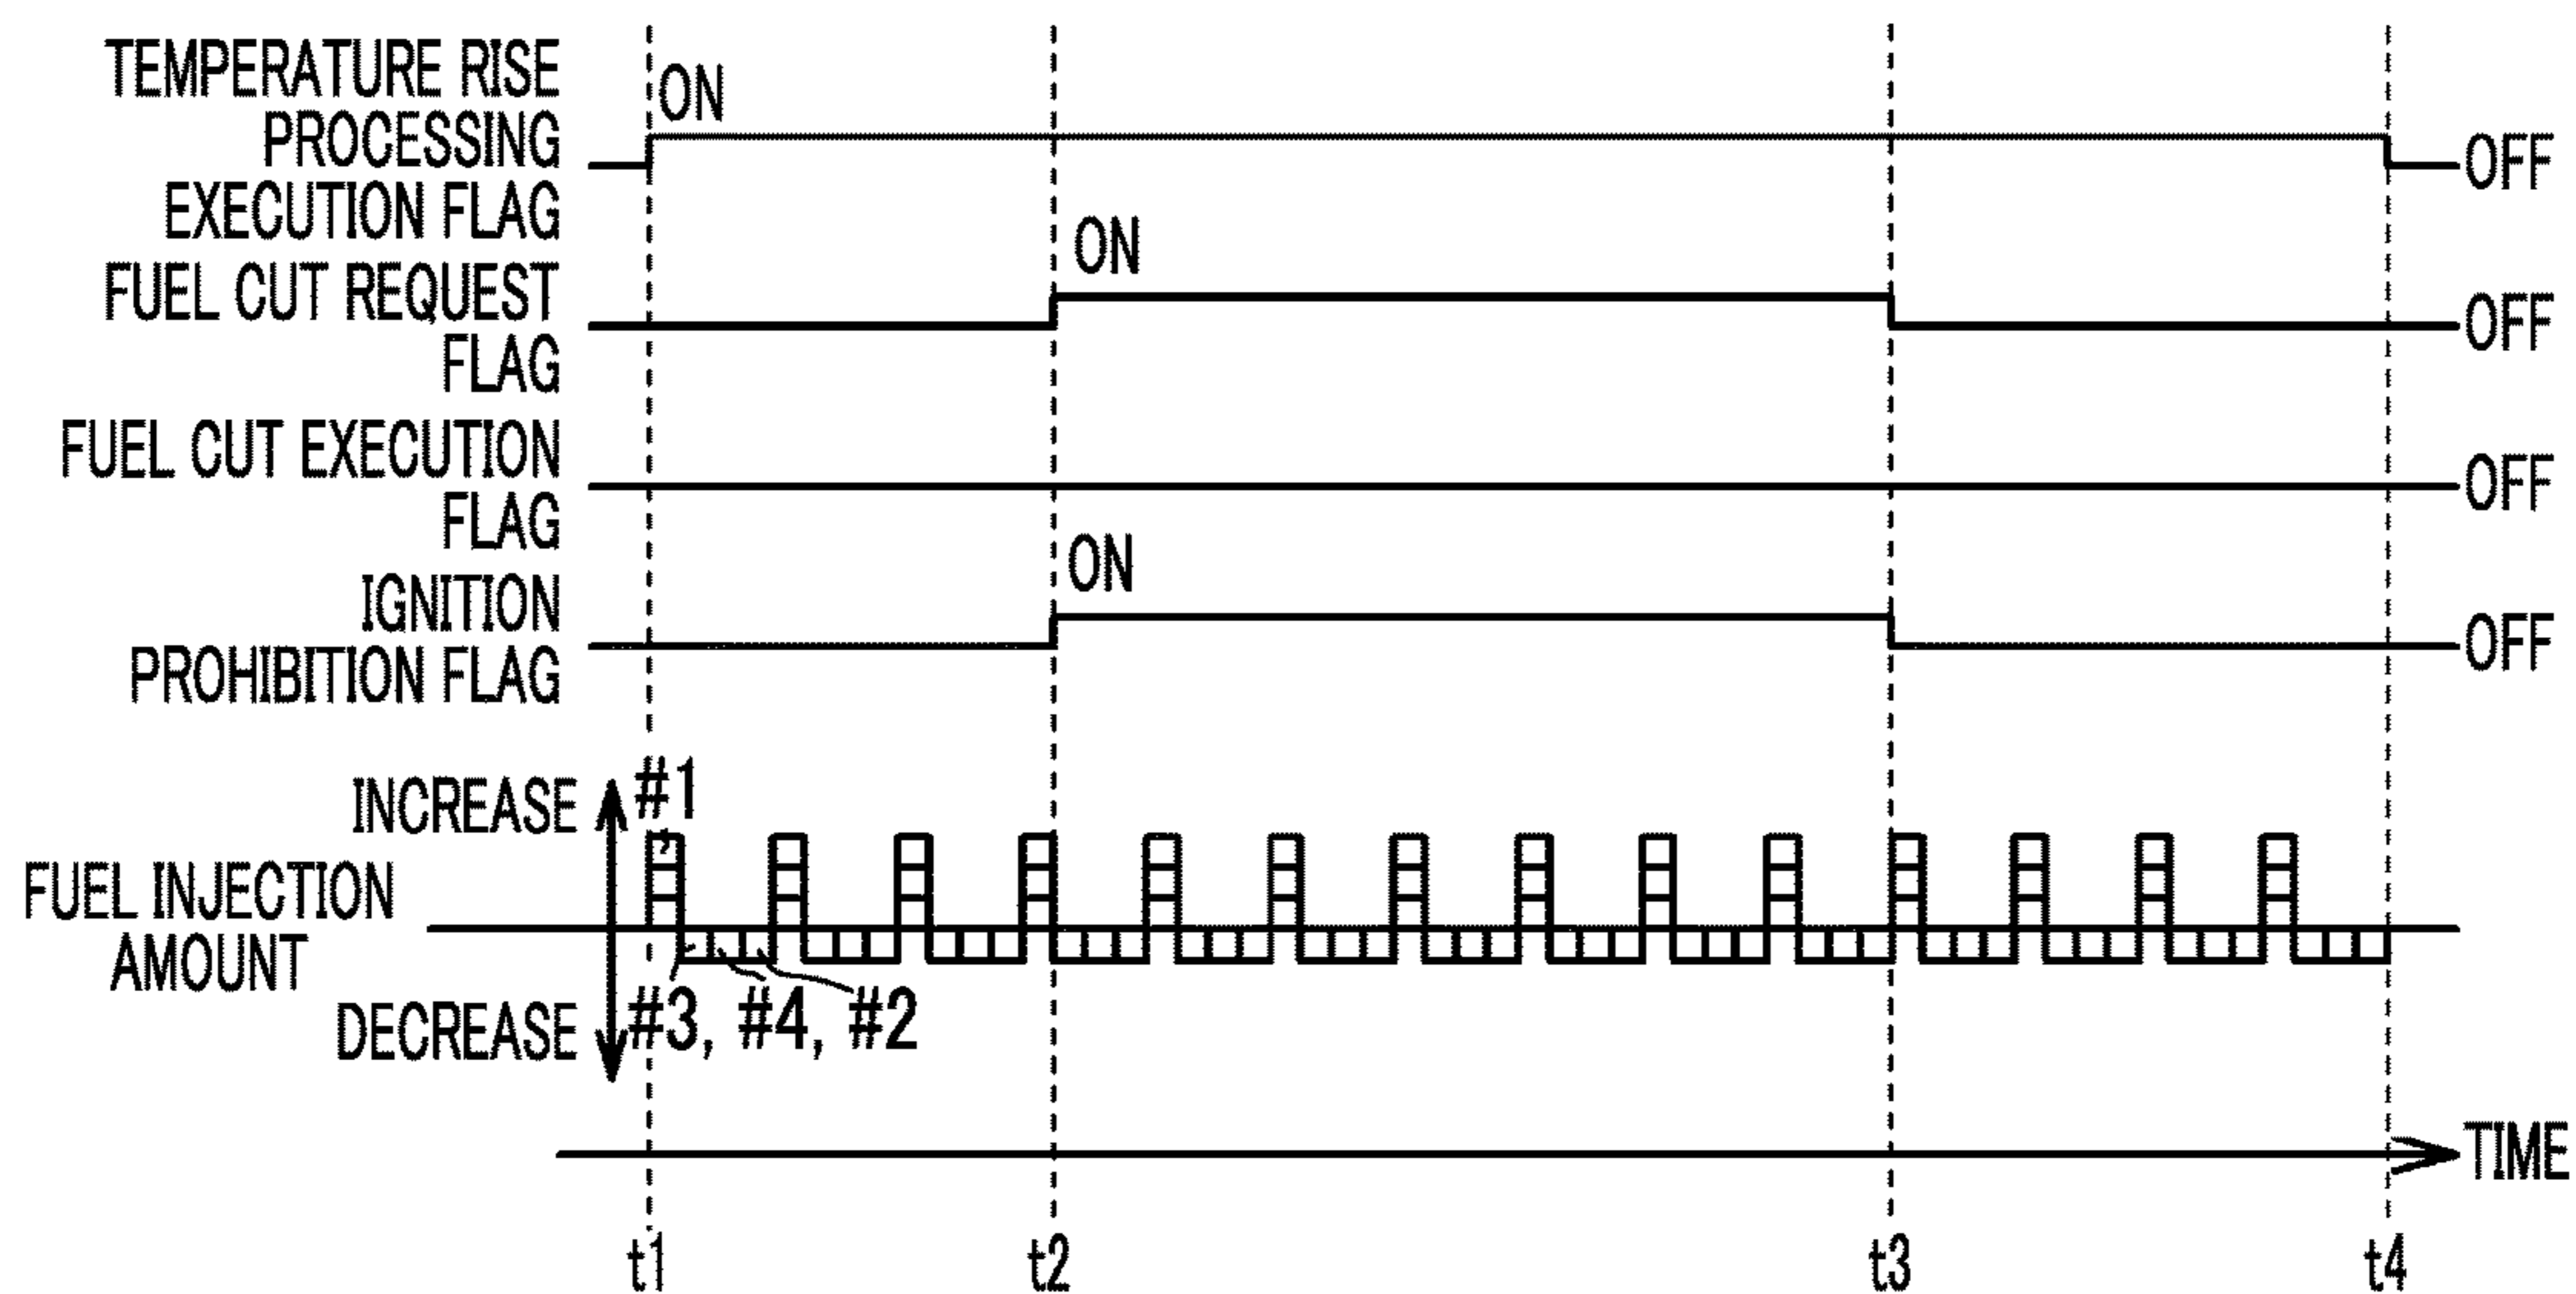 TEMPERATURE RISE
PROCESSING
EXECUTION FLAG
ON
OFF
FUEL CUT REQUEST
FLAG
ON
OFF
FUEL CUT EXECUTION
FLAG
OFF
IGNITION
PROHIBITION FLAG
ON
OFF
INCREASE
#1
FUEL INJECTION
AMOUNT
DECREASE
#3, #4, #2
TIME
t1
t2
t3
t4